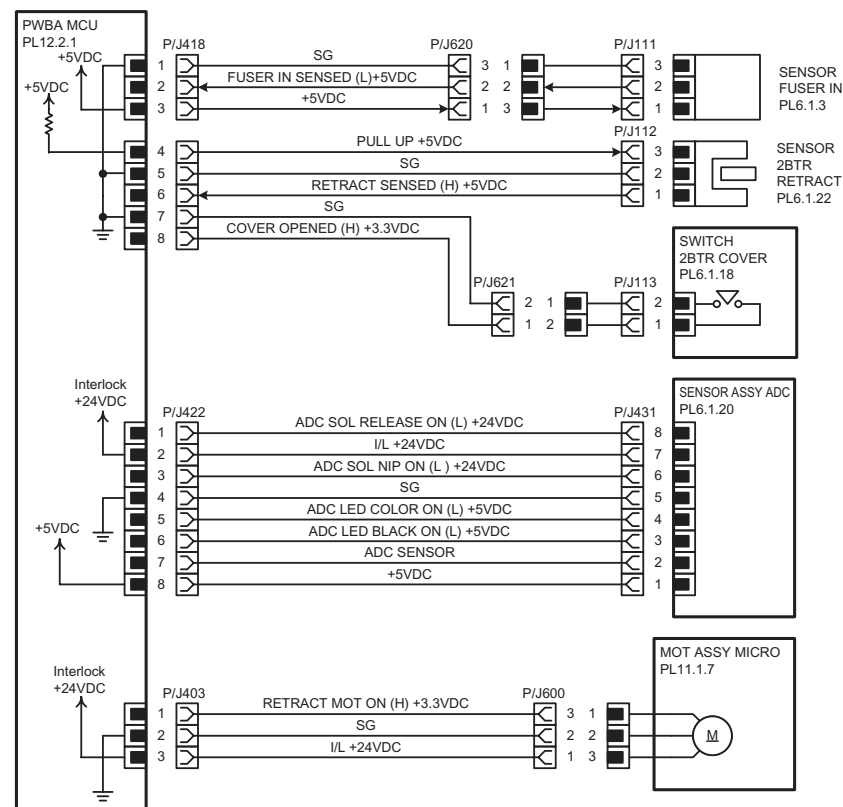 PWBA MCU
PL12.2.1
+5VDC
+5VDC
P/J418
P/J620
P/J111
1 SG 3 1 3
2 FUSER IN SENSED (L)+5VDC 2 2 2
3 +5VDC 1 3 1
SENSOR
FUSER IN
PL6.1.3
P/J112
4 PULL UP +5VDC 3
5 SG 2
6 RETRACT SENSED (H) +5VDC 1
SENSOR
2BTR
RETRACT
PL6.1.22
7 SG
8 COVER OPENED (H) +3.3VDC
P/J621
P/J113
2 1 2
1 2 1
SWITCH
2BTR COVER
PL6.1.18
Interlock
+24VDC
+5VDC
P/J422
P/J431
SENSOR ASSY ADC
PL6.1.20
1 ADC SOL RELEASE ON (L) +24VDC 8
2 I/L +24VDC 7
3 ADC SOL NIP ON (L ) +24VDC 6
4 SG 5
5 ADC LED COLOR ON (L) +5VDC 4
6 ADC LED BLACK ON (L) +5VDC 3
7 ADC SENSOR 2
8 +5VDC 1
Interlock
+24VDC
P/J403
P/J600
MOT ASSY MICRO
PL11.1.7
1 RETRACT MOT ON (H) +3.3VDC 3 1
2 SG 2 2
3 I/L +24VDC 1 3
M